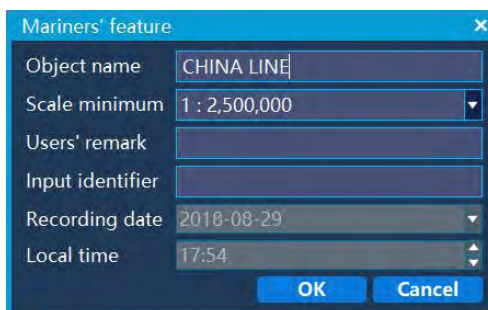 Mariners' feature ×
Object name CHINA LINE
Scale minimum 1 : 2,500,000
Users' remark
Input identifier
Recording date 2018-08-29
Local time 17:54
OK Cancel